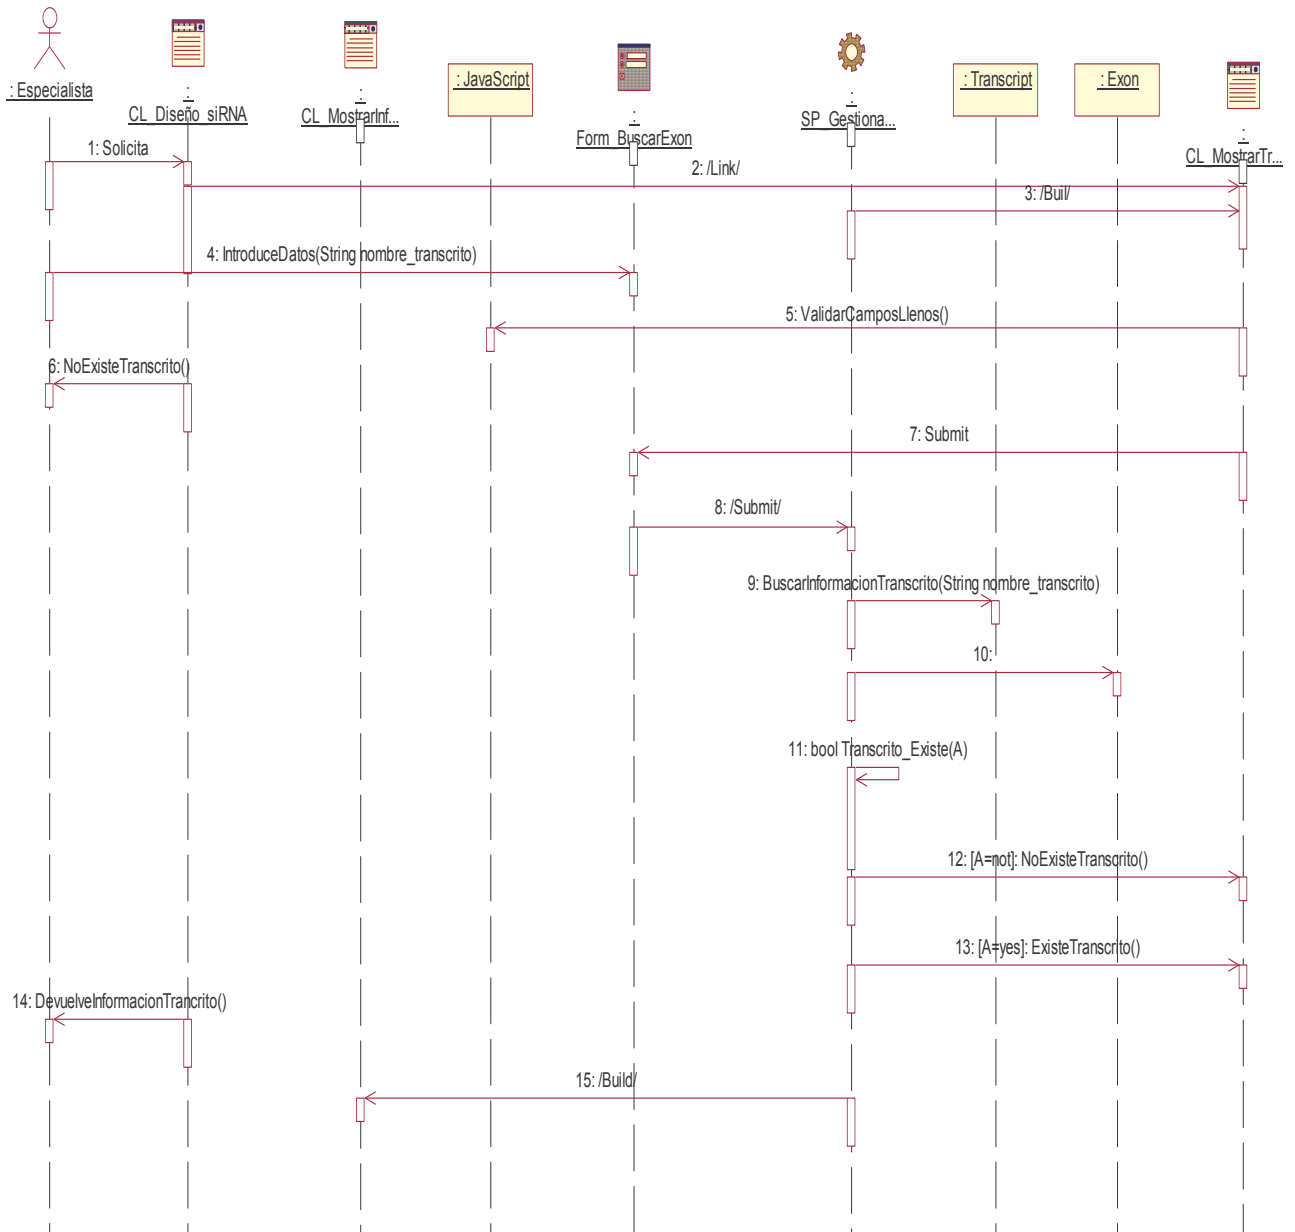 : Especialista
:
CL_Diseño_siRNA
:
CL_MostrarInf...
: JavaScript
:
Form_BuscarExon
:
SP_Gestiona...
: Transcript
: Exon
:
CL_MostrarTr...
1: Solicita
2: /Link/
3: /Buil/
4: IntroduceDatos(String nombre_transcrito)
5: ValidarCamposLlenos()
6: NoExisteTranscrito()
7: Submit
8: /Submit/
9: BuscarInformacionTranscrito(String nombre_transcrito)
10:
11: bool Transcrito_Existe(A)
12: [A=not]: NoExisteTranscrito()
13: [A=yes]: ExisteTranscrito()
14: DevuelveInformacionTrancrito()
15: /Build/